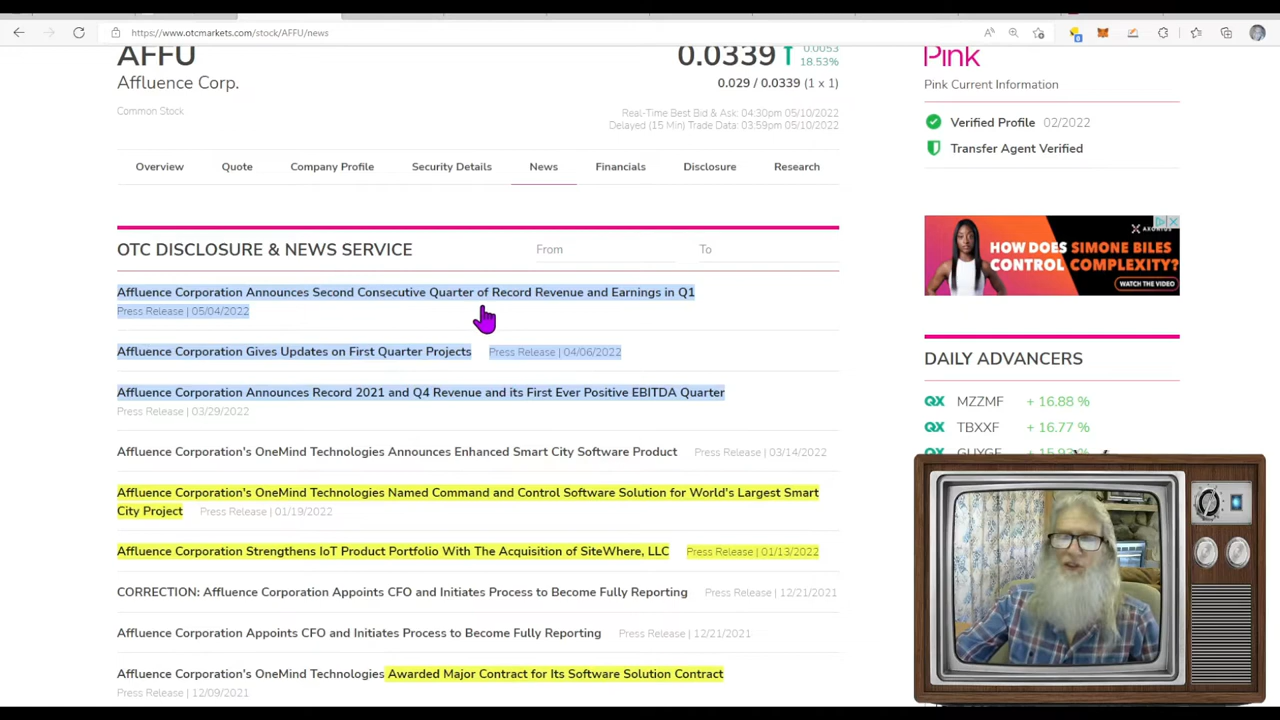 https://www.otcmarkets.com/stock/AFFU/news
AFFU
Affluence Corp.
Common Stock
0.0339
0.0053
18.53%
0.029 / 0.0339 (1 x 1)
Real-Time Best Bid & Ask: 04:30pm 05/10/2022
Delayed (15 Min) Trade Data: 03:59pm 05/10/2022
Pink
Pink Current Information
Verified Profile 02/2022
Transfer Agent Verified
Overview Quote Company Profile Security Details News Financials Disclosure Research
OTC DISCLOSURE & NEWS SERVICE From To
Affluence Corporation Announces Second Consecutive Quarter of Record Revenue and Earnings in Q1
Press Release | 05/04/2022
Affluence Corporation Gives Updates on First Quarter Projects Press Release | 04/06/2022
Affluence Corporation Announces Record 2021 and Q4 Revenue and its First Ever Positive EBITDA Quarter
Press Release | 03/29/2022
Affluence Corporation's OneMind Technologies Announces Enhanced Smart City Software Product Press Release | 03/14/2022
Affluence Corporation's OneMind Technologies Named Command and Control Software Solution for World's Largest Smart
City Project Press Release | 01/19/2022
Affluence Corporation Strengthens IoT Product Portfolio With The Acquisition of SiteWhere, LLC Press Release | 01/13/2022
CORRECTION: Affluence Corporation Appoints CFO and Initiates Process to Become Fully Reporting Press Release | 12/21/2021
Affluence Corporation Appoints CFO and Initiates Process to Become Fully Reporting Press Release | 12/21/2021
Affluence Corporation's OneMind Technologies Awarded Major Contract for Its Software Solution Contract
Press Release | 12/09/2021
AXONIUS
HOW DOES SIMONE BILES
CONTROL COMPLEXITY?
WATCH THE VIDEO
DAILY ADVANCERS
QX MZZMF + 16.88 %
QX TBXXF + 16.77 %